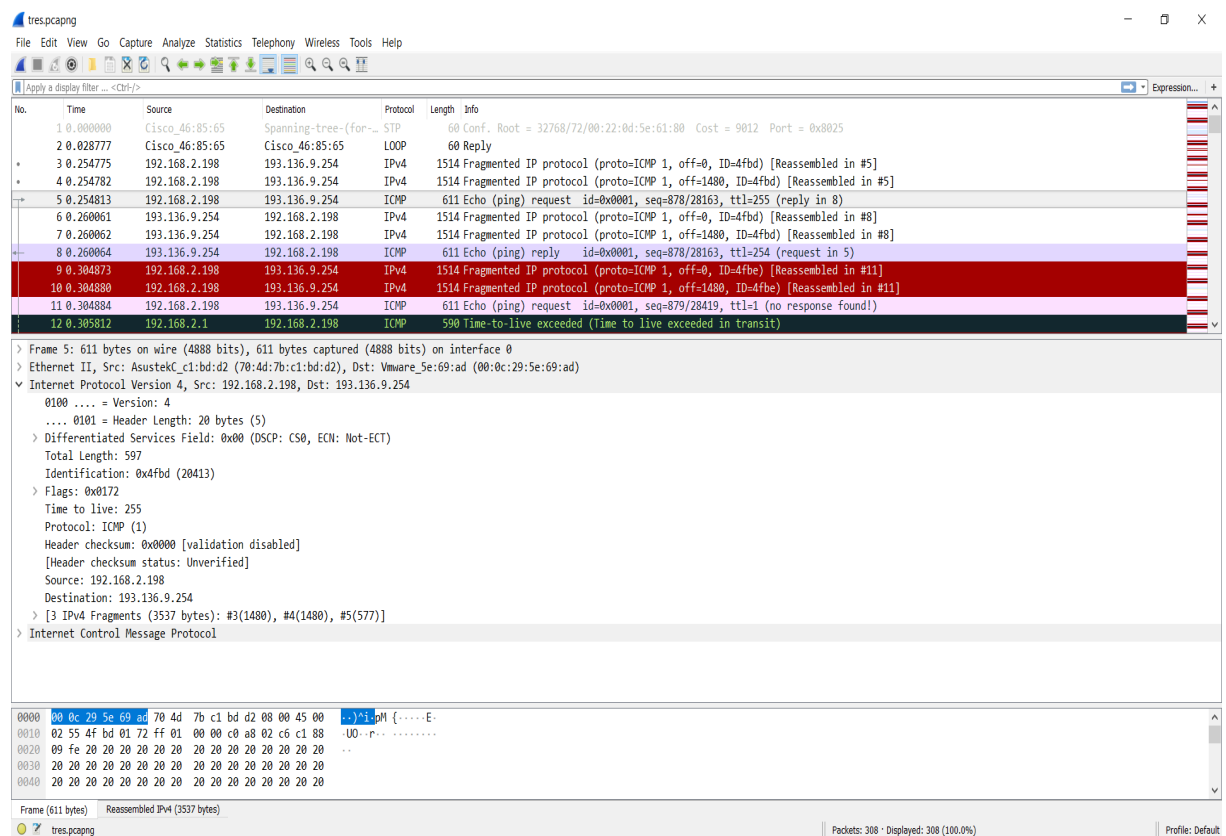 tres.pcapng
File Edit View Go Capture Analyze Statistics Telephony Wireless Tools Help
Apply a display filter ... <Ctrl-/>
Expression... +
No. Time Source Destination Protocol Length Info
1 0.000000 Cisco_46:85:65 Spanning-tree-(for-… STP 60 Conf. Root = 32768/72/00:22:0d:5e:61:80 Cost = 9012 Port = 0x8025
2 0.028777 Cisco_46:85:65 Cisco_46:85:65 LOOP 60 Reply
3 0.254775 192.168.2.198 193.136.9.254 IPv4 1514 Fragmented IP protocol (proto=ICMP 1, off=0, ID=4fbd) [Reassembled in #5]
4 0.254782 192.168.2.198 193.136.9.254 IPv4 1514 Fragmented IP protocol (proto=ICMP 1, off=1480, ID=4fbd) [Reassembled in #5]
5 0.254813 192.168.2.198 193.136.9.254 ICMP 611 Echo (ping) request id=0x0001, seq=878/28163, ttl=255 (reply in 8)
6 0.260061 193.136.9.254 192.168.2.198 IPv4 1514 Fragmented IP protocol (proto=ICMP 1, off=0, ID=4fbd) [Reassembled in #8]
7 0.260062 193.136.9.254 192.168.2.198 IPv4 1514 Fragmented IP protocol (proto=ICMP 1, off=1480, ID=4fbd) [Reassembled in #8]
8 0.260064 193.136.9.254 192.168.2.198 ICMP 611 Echo (ping) reply id=0x0001, seq=878/28163, ttl=254 (request in 5)
9 0.304873 192.168.2.198 193.136.9.254 IPv4 1514 Fragmented IP protocol (proto=ICMP 1, off=0, ID=4fbe) [Reassembled in #11]
10 0.304880 192.168.2.198 193.136.9.254 IPv4 1514 Fragmented IP protocol (proto=ICMP 1, off=1480, ID=4fbe) [Reassembled in #11]
11 0.304884 192.168.2.198 193.136.9.254 ICMP 611 Echo (ping) request id=0x0001, seq=879/28419, ttl=1 (no response found!)
12 0.305812 192.168.2.1 192.168.2.198 ICMP 590 Time-to-live exceeded (Time to live exceeded in transit)
> Frame 5: 611 bytes on wire (4888 bits), 611 bytes captured (4888 bits) on interface 0
> Ethernet II, Src: AsustekC_c1:bd:d2 (70:4d:7b:c1:bd:d2), Dst: Vmware_5e:69:ad (00:0c:29:5e:69:ad)
Internet Protocol Version 4, Src: 192.168.2.198, Dst: 193.136.9.254
0100 .... = Version: 4
.... 0101 = Header Length: 20 bytes (5)
> Differentiated Services Field: 0x00 (DSCP: CS0, ECN: Not-ECT)
Total Length: 597
Identification: 0x4fbd (20413)
> Flags: 0x0172
Time to live: 255
Protocol: ICMP (1)
Header checksum: 0x0000 [validation disabled]
[Header checksum status: Unverified]
Source: 192.168.2.198
Destination: 193.136.9.254
> [3 IPv4 Fragments (3537 bytes): #3(1480), #4(1480), #5(577)]
> Internet Control Message Protocol
0000 00 0c 29 5e 69 ad 70 4d 7b c1 bd d2 08 00 45 00 ··)^i·pM {·····E·
0010 02 55 4f bd 01 72 ff 01 00 00 c0 a8 02 c6 c1 88 ·UO··r·· ········
0020 09 fe 20 20 20 20 20 20 20 20 20 20 20 20 20 20 ··
0030 20 20 20 20 20 20 20 20 20 20 20 20 20 20 20 20
0040 20 20 20 20 20 20 20 20 20 20 20 20 20 20 20 20
Frame (611 bytes) Reassembled IPv4 (3537 bytes)
tres.pcapng Packets: 308 · Displayed: 308 (100.0%) Profile: Default